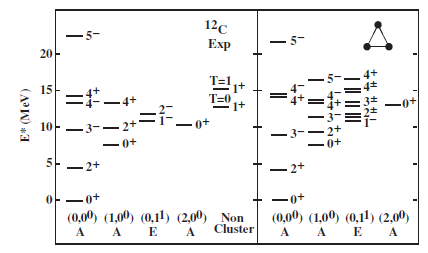 12C
Exp
E* (MeV)
20
15
10
5
0
5-
4+
4-
3-
2+
0+
(0,0⁰)
A
4+
2+
0+
(1,0⁰)
A
2-
1-
(0,1¹)
E
0+
(2,0⁰)
A
T=1 1+
T=0 1+
Non
Cluster
5-
4-
4+
3-
2+
0+
(0,0⁰)
A
5-
4-
4+
3-
2+
0+
(1,0⁰)
A
4+
4±
3±
2±
1-
(0,1¹)
E
0+
(2,0⁰)
A